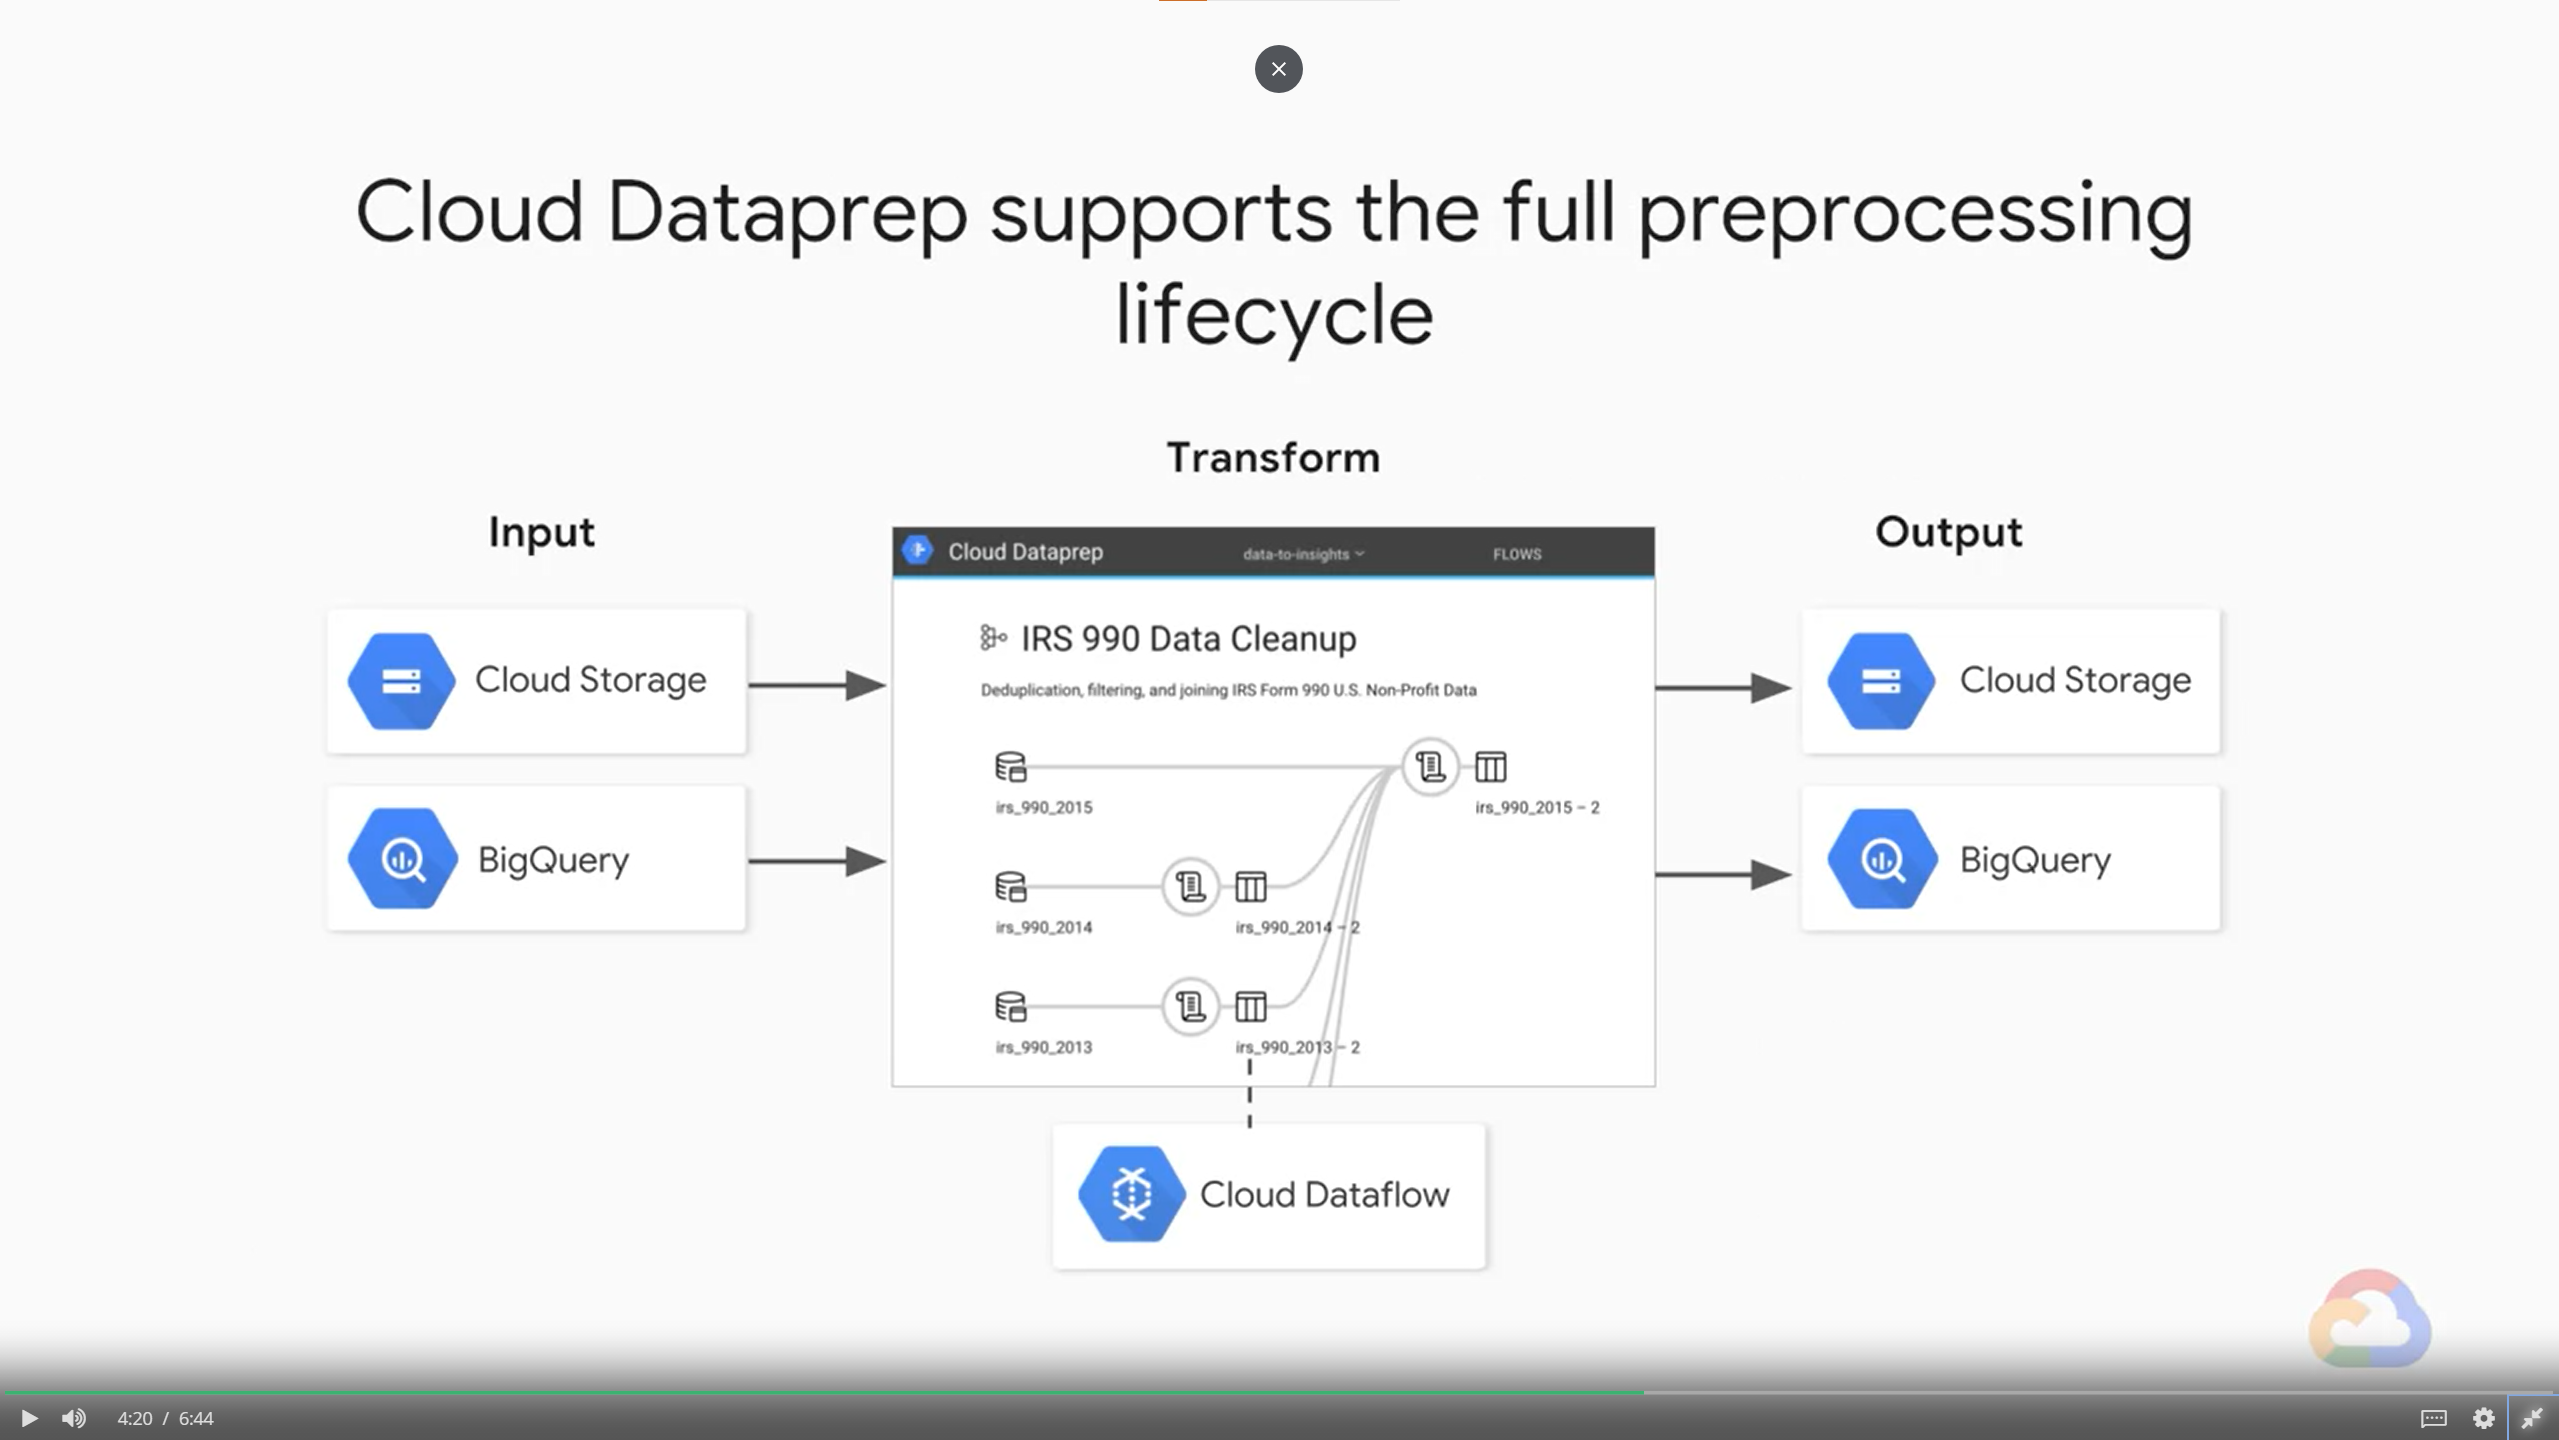 Cloud Dataprep supports the full preprocessing
lifecycle
Transform
Input
Output
Cloud Dataprep
data-to-insights
FLOWS
IRS 990 Data Cleanup
Deduplication, filtering, and joining IRS Form 990 U.S. Non-Profit Data
Cloud Storage
BigQuery
irs_990_2015
irs_990_2015 – 2
irs_990_2014
irs_990_2014 – 2
irs_990_2013
irs_990_2013 – 2
Cloud Storage
BigQuery
Cloud Dataflow
4:20 / 6:44